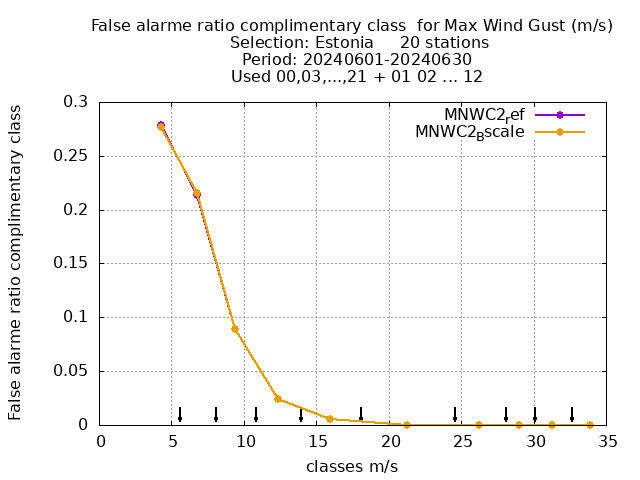 False alarme ratio complimentary class  for Max Wind Gust (m/s)
Selection: Estonia     20 stations
Period: 20240601-20240630
Used 00,03,...,21 + 01 02 ... 12
False alarme ratio complimentary class
0.3
0.25
0.2
0.15
0.1
0.05
0
MNWC2_ref
MNWC2_Bscale
0 5 10 15 20 25 30 35
classes m/s